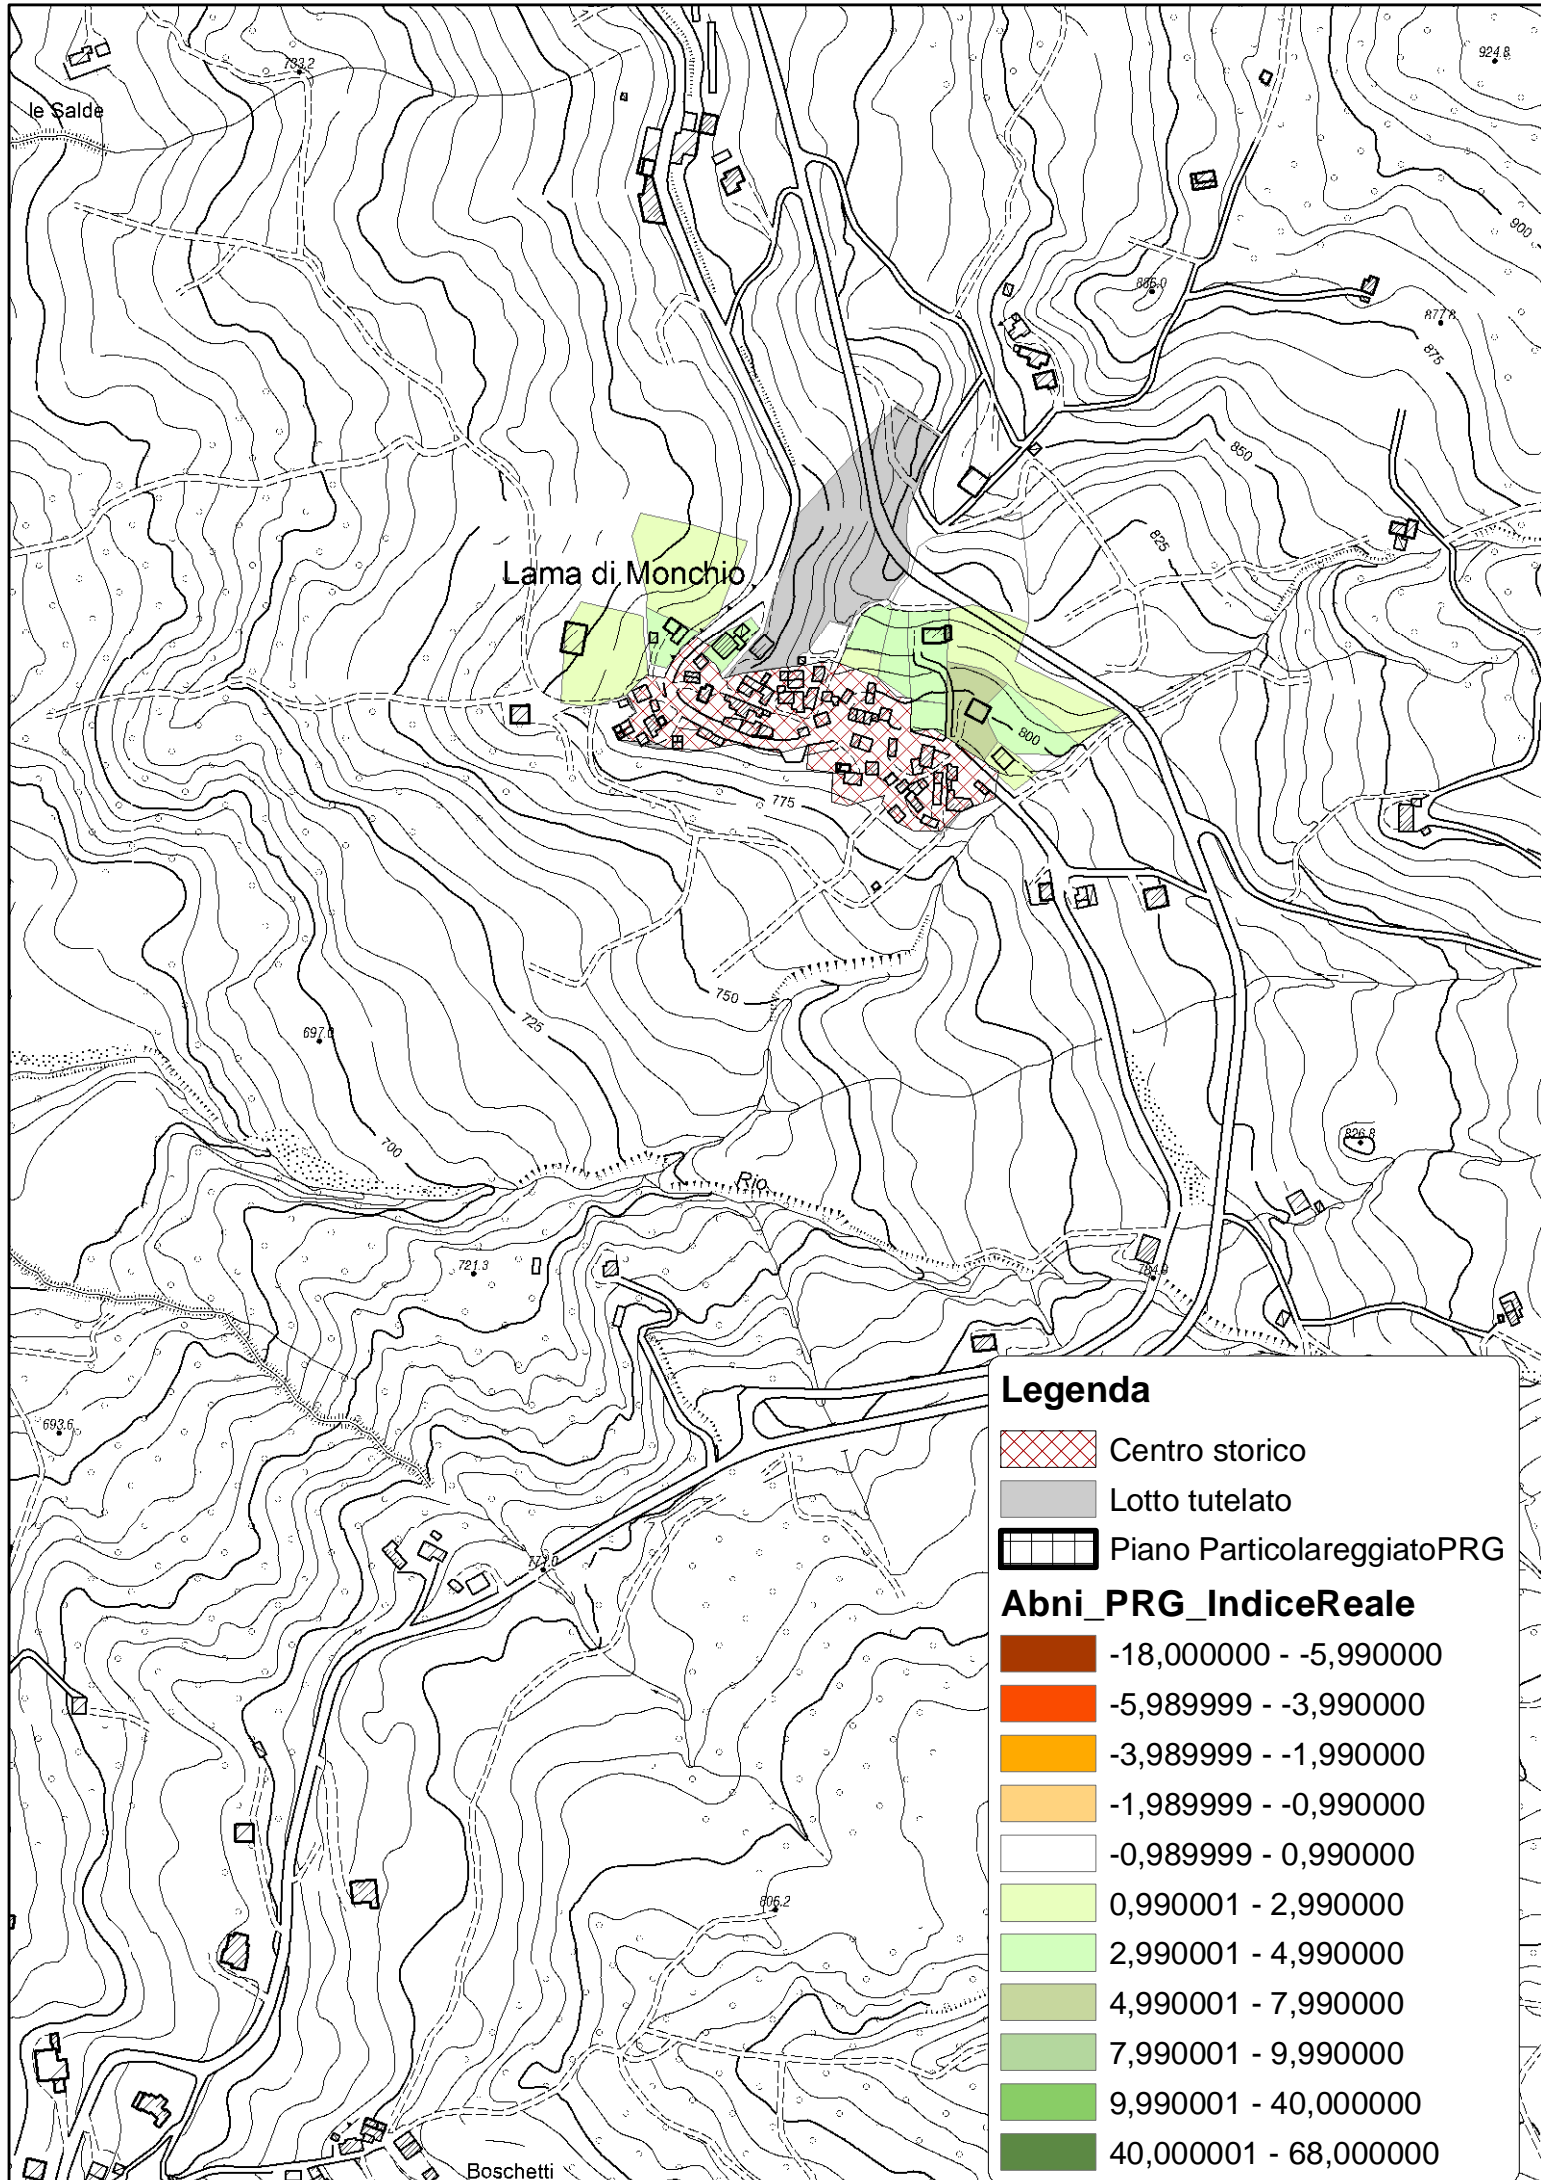 924.8
733.2
le Salde
900
886.0
877.8
875
850
825
Lama di Monchio
800
775
750
725
697.0
826.8
700
Rio
721.3
693.6
771.0
806.2
Boschetti
Legenda
Centro storico
Lotto tutelato
Piano ParticolareggiatoPRG
Abni_PRG_IndiceReale
-18,000000 - -5,990000
-5,989999 - -3,990000
-3,989999 - -1,990000
-1,989999 - -0,990000
-0,989999 - 0,990000
0,990001 - 2,990000
2,990001 - 4,990000
4,990001 - 7,990000
7,990001 - 9,990000
9,990001 - 40,000000
40,000001 - 68,000000